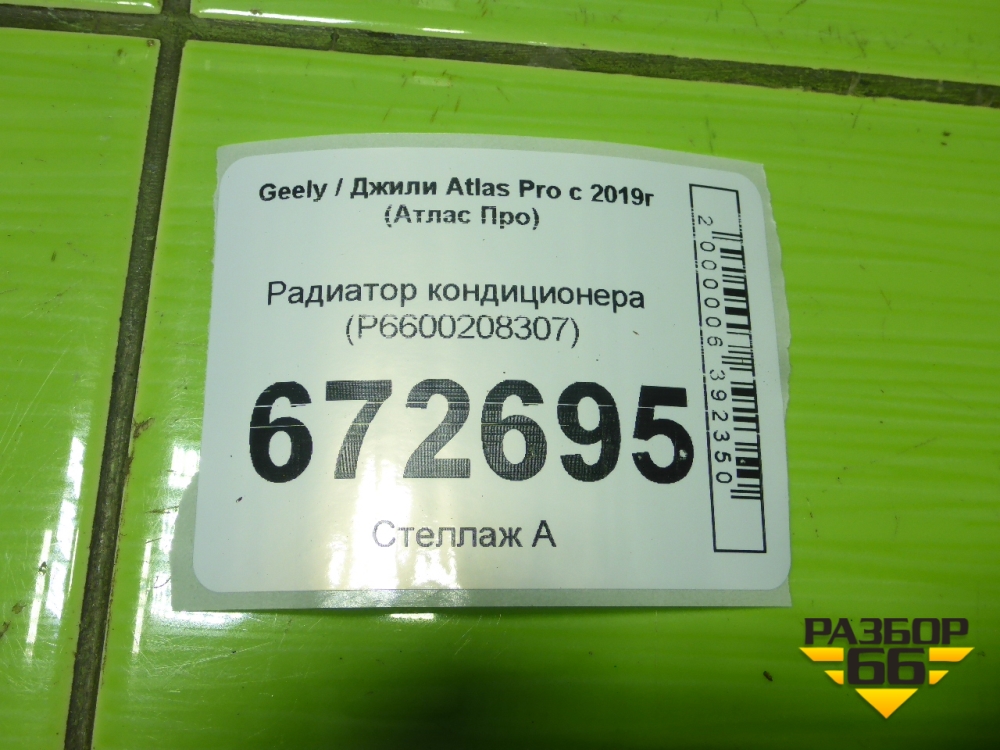 Geely / Джили Atlas Pro с 2019г
(Атлас Про)
Радиатор кондиционера
(P6600208307)
672695
Стеллаж А
2000006392350
РАЗБОР
66